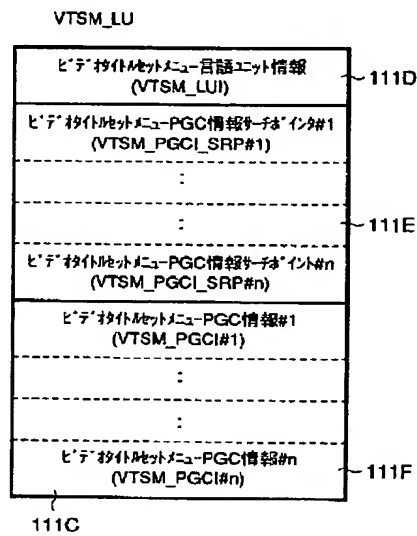 VTSM_LU
ビデオタイトルセットメニュー言語ユニット情報
(VTSM_LUI)
111D
ビデオタイトルセットメニューPGC情報サーチポインタ#1
(VTSM_PGCI_SRP#1)
:
:
111E
ビデオタイトルセットメニューPGC情報サーチポイント#n
(VTSM_PGCI_SRP#n)
ビデオタイトルセットメニューPGC情報#1
(VTSM_PGCI#1)
:
:
ビデオタイトルセットメニューPGC情報#n
(VTSM_PGCI#n)
111F
111C